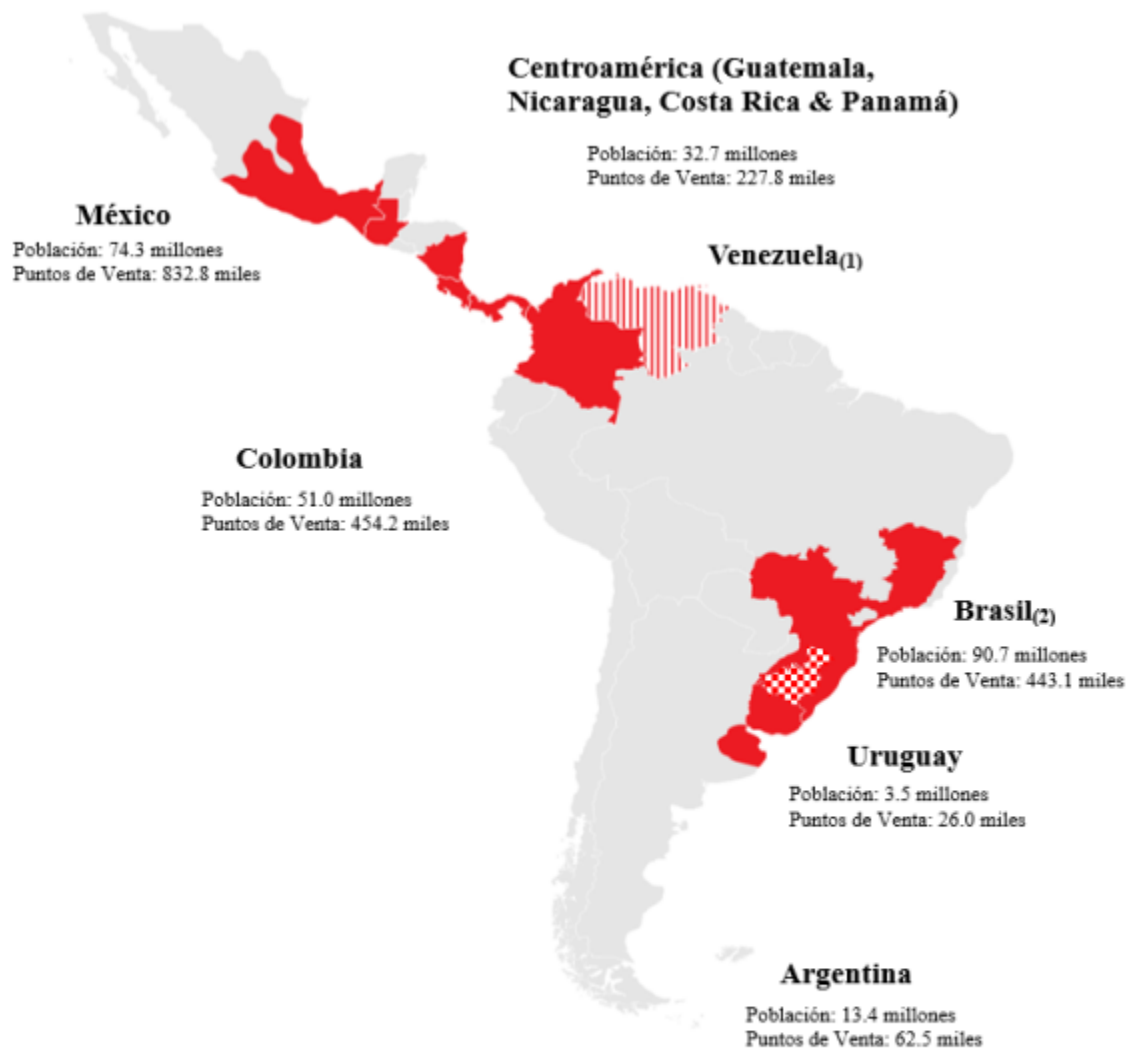 Centroamérica (Guatemala,
Nicaragua, Costa Rica & Panamá)
Población: 32.7 millones
Puntos de Venta: 227.8 miles
México
Población: 74.3 millones
Puntos de Venta: 832.8 miles
Venezuela(1)
Colombia
Población: 51.0 millones
Puntos de Venta: 454.2 miles
Brasil(2)
Población: 90.7 millones
Puntos de Venta: 443.1 miles
Uruguay
Población: 3.5 millones
Puntos de Venta: 26.0 miles
Argentina
Población: 13.4 millones
Puntos de Venta: 62.5 miles